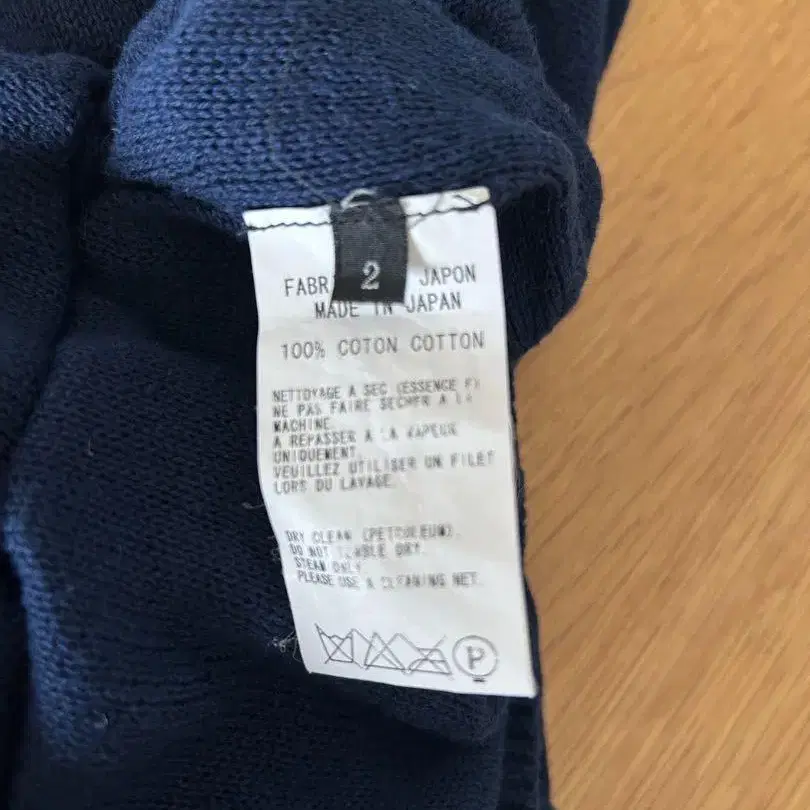 2
FABR JAPON
MADE IN JAPAN
100% COTON COTTON
NETTOYAGE A SEC (ESSENCE F)
NE PAS FAIRE SECHER A LA
MACHINE.
A REPASSER A LA VAPEUR
UNIQUEMENT.
VEUILLEZ UTILISER UN FILET
LORS DU LAVAGE.
DRY CLEAN (PETROLEUM).
DO NOT TUMBLE DRY.
STEAM ONLY.
PLEASE USE A CLEANING NET.
P